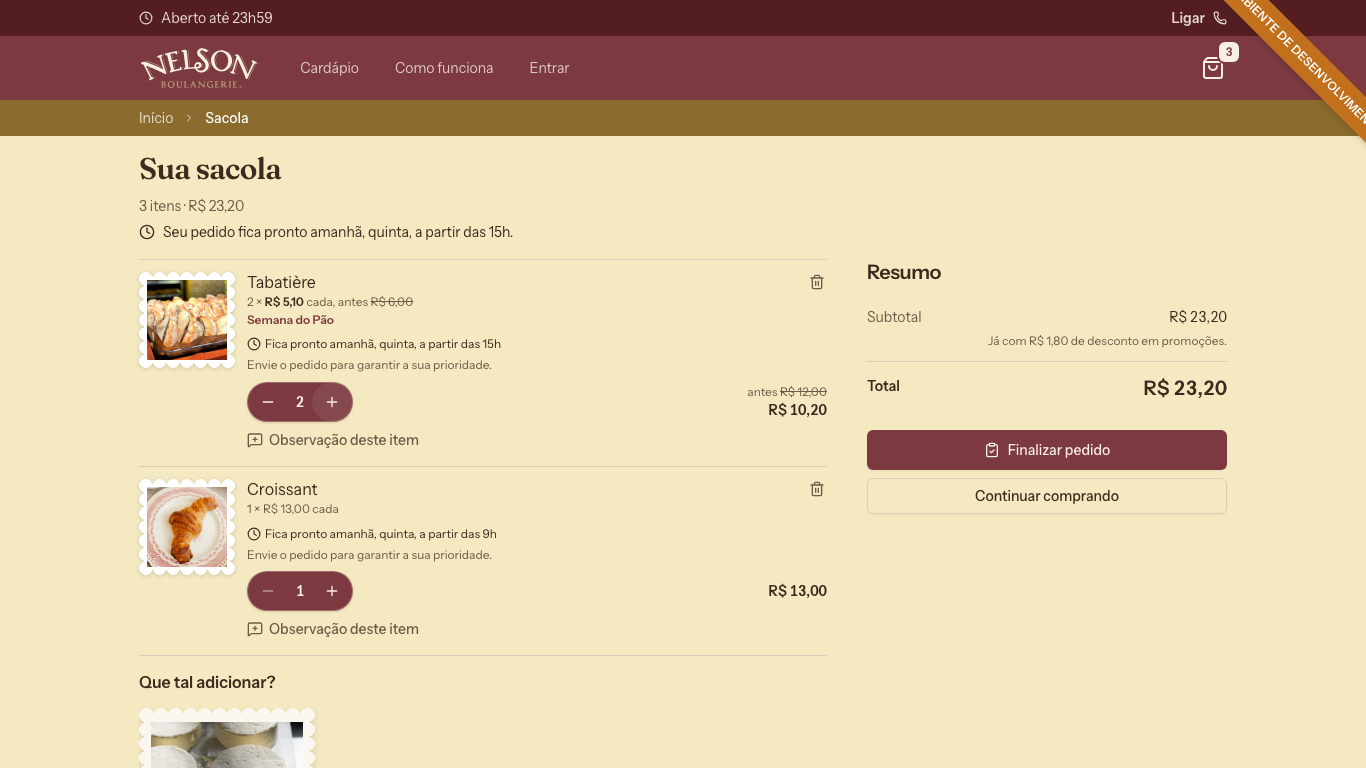 Aberto até 23h59
Ligar
BIENTE DE DESENVOLVIMEN
NELSON
BOULANGERIE.
Cardápio
Como funciona
Entrar
3
Início
Sacola
Sua sacola
3 itens · R$ 23,20
Seu pedido fica pronto amanhã, quinta, a partir das 15h.
Tabatière
2 × R$ 5,10 cada, antes R$ 6,00
Semana do Pão
Fica pronto amanhã, quinta, a partir das 15h
Envie o pedido para garantir a sua prioridade.
2
antes R$ 12,00
R$ 10,20
Observação deste item
Croissant
1 × R$ 13,00 cada
Fica pronto amanhã, quinta, a partir das 9h
Envie o pedido para garantir a sua prioridade.
1
R$ 13,00
Observação deste item
Que tal adicionar?
Resumo
Subtotal
R$ 23,20
Já com R$ 1,80 de desconto em promoções.
Total
R$ 23,20
Finalizar pedido
Continuar comprando